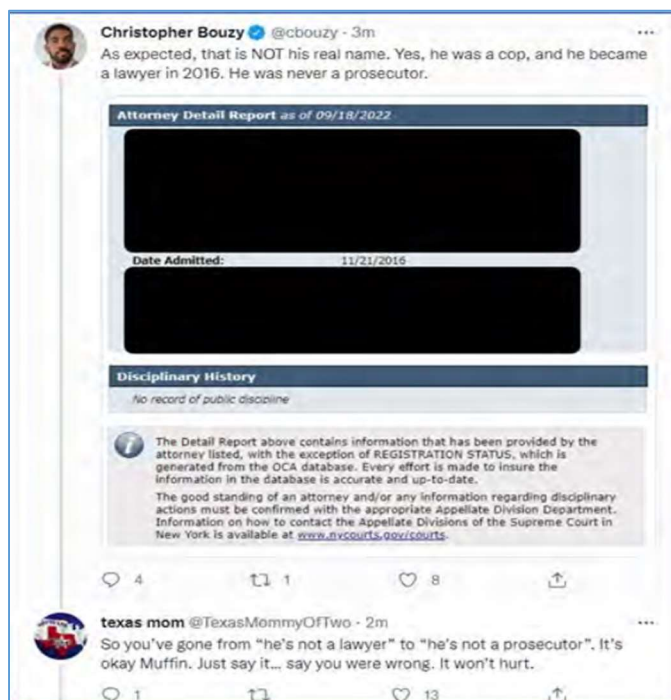 Christopher Bouzy @cbouzy · 3m
As expected, that is NOT his real name. Yes, he was a cop, and he became
a lawyer in 2016. He was never a prosecutor.
Attorney Detail Report as of 09/18/2022
Date Admitted: 11/21/2016
Disciplinary History
No record of public discipline
The Detail Report above contains information that has been provided by the
attorney listed, with the exception of REGISTRATION STATUS, which is
generated from the OCA database. Every effort is made to insure the
information in the database is accurate and up-to-date.
The good standing of an attorney and/or any information regarding disciplinary
actions must be confirmed with the appropriate Appellate Division Department.
Information on how to contact the Appellate Divisions of the Supreme Court in
New York is available at www.nycourts.gov/courts.
4 1 8
texas mom @TexasMommyOfTwo · 2m
So you've gone from “he's not a lawyer” to “he's not a prosecutor”. It's
okay Muffin. Just say it... say you were wrong. It won't hurt.
1 13